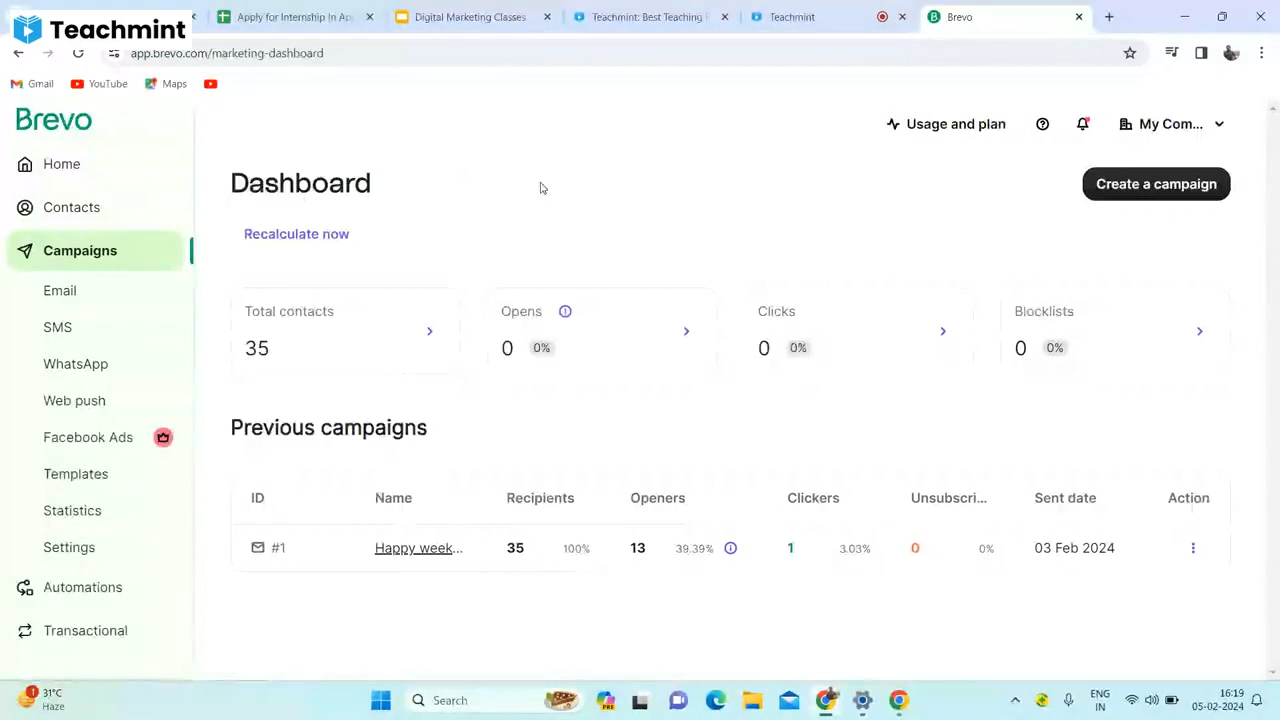 Teachmint
Apply for Internship In Ap
Digital Marketing Classes
Teachmint: Best Teaching
Teachmint
Brevo
app.brevo.com/marketing-dashboard
Gmail
YouTube
Maps
Brevo
Usage and plan
My Com...
Home
Contacts
Campaigns
Email
SMS
WhatsApp
Web push
Facebook Ads
Templates
Statistics
Settings
Automations
Transactional
Dashboard
Create a campaign
Recalculate now
Total contacts
35
Opens
0 0%
Clicks
0 0%
Blocklists
0 0%
Previous campaigns
ID Name Recipients Openers Clickers Unsubscri... Sent date Action
#1 Happy week... 35 100% 13 39.39% 1 3.03% 0 0% 03 Feb 2024
1
31°C
Haze
Search
PRE
ENG
IN
16:19
05-02-2024